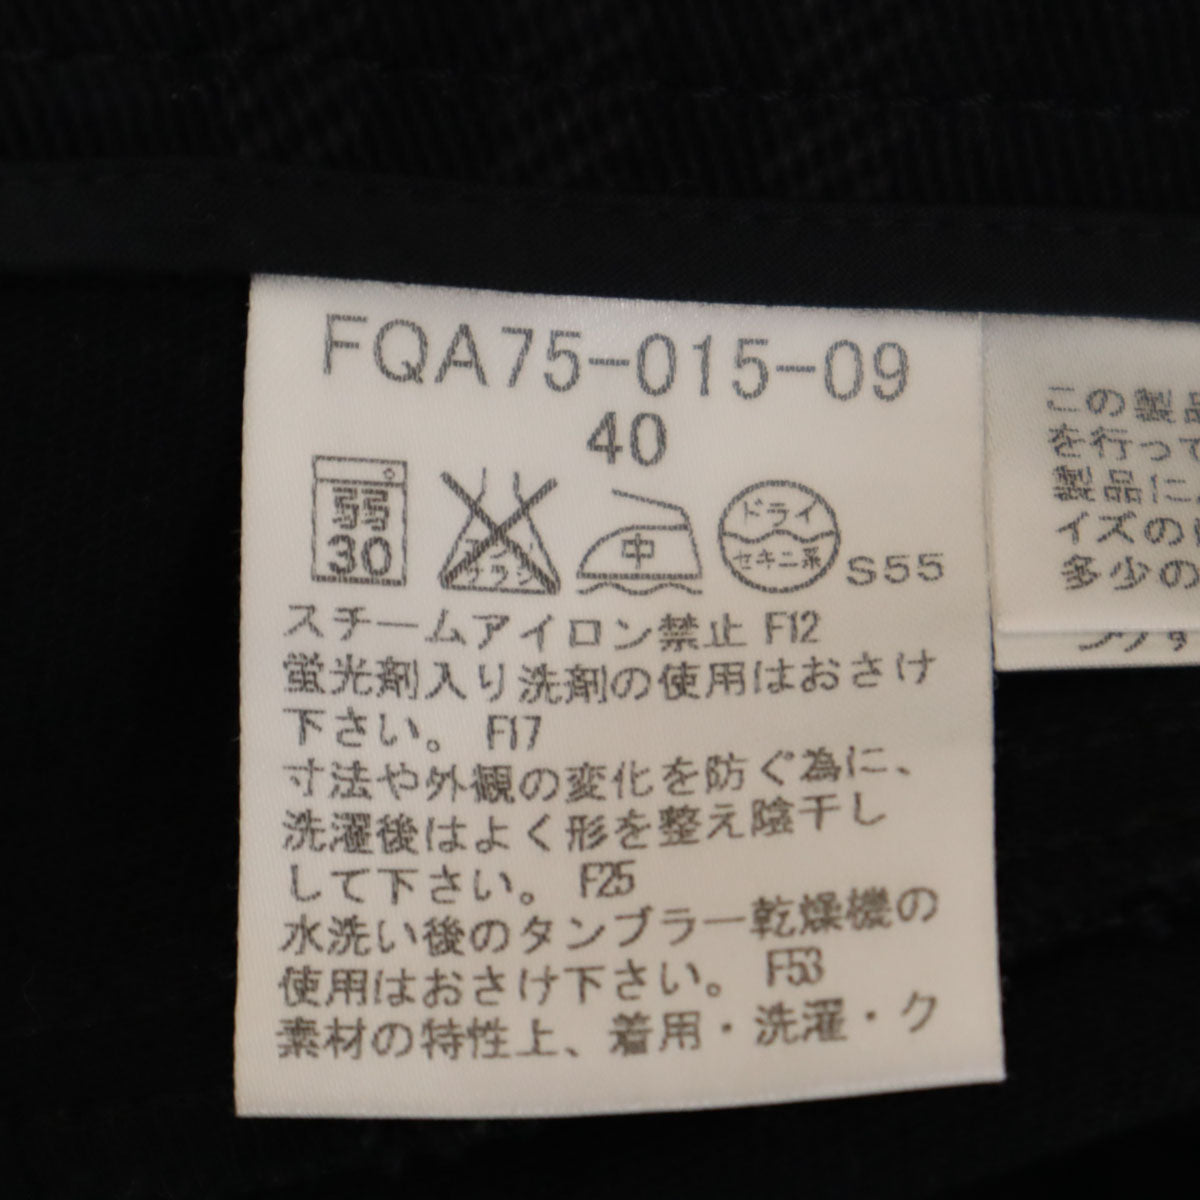 FQA75-015-09
40
弱
30
中
ドライ
セキユ系
S55
スチームアイロン禁止 F12
蛍光剤入り洗剤の使用はおさけ
下さい。 F17
寸法や外観の変化を防ぐ為に、
洗濯後はよく形を整え陰干し
して下さい。 F25
水洗い後のタンブラー乾燥機の
使用はおさけ下さい。 F53
素材の特性上、着用・洗濯・ク
この製品
を行って
製品に
イズの
多少の